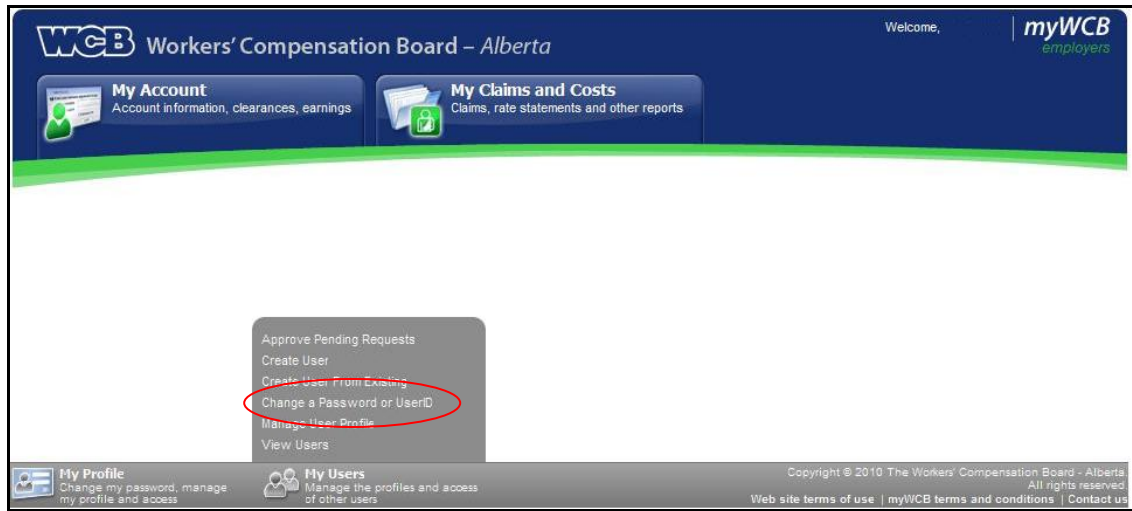 WCB Workers' Compensation Board – Alberta
Welcome,
myWCB
employers
My Account
Account information, clearances, earnings
My Claims and Costs
Claims, rate statements and other reports
Approve Pending Requests
Create User
Create User From Existing
Change a Password or UserID
Manage User Profile
View Users
My Profile
Change my password, manage
my profile and access
My Users
Manage the profiles and access
of other users
Copyright © 2010 The Workers' Compensation Board - Alberta.
All rights reserved.
Web site terms of use | myWCB terms and conditions | Contact us